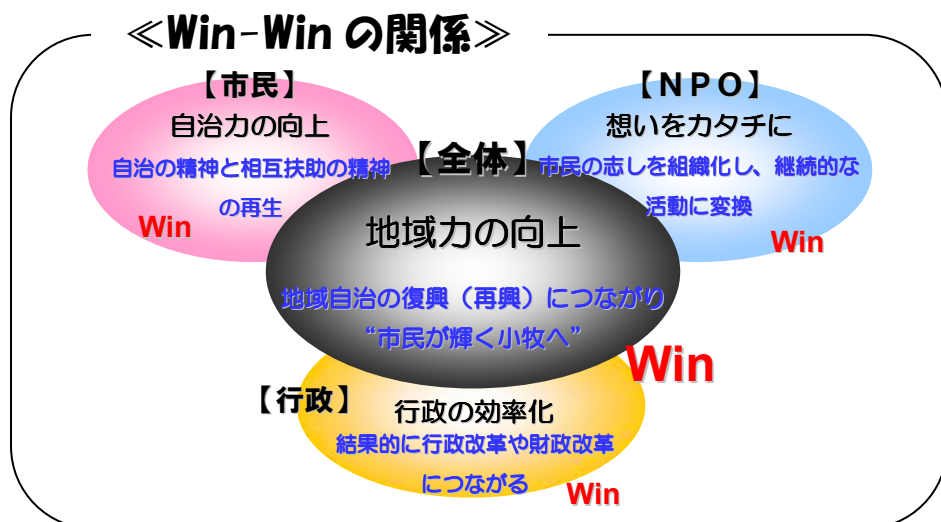 ≪Win-Winの関係≫
【市民】
自治力の向上
自治の精神と相互扶助の精神
の再生
Win
【NPO】
想いをカタチに
市民の志しを組織化し、継続的な
活動に変換
Win
【全体】
地域力の向上
地域自治の復興（再興）につながり
“市民が輝く小牧へ”
Win
【行政】
行政の効率化
結果的に行政改革や財政改革
につながる
Win